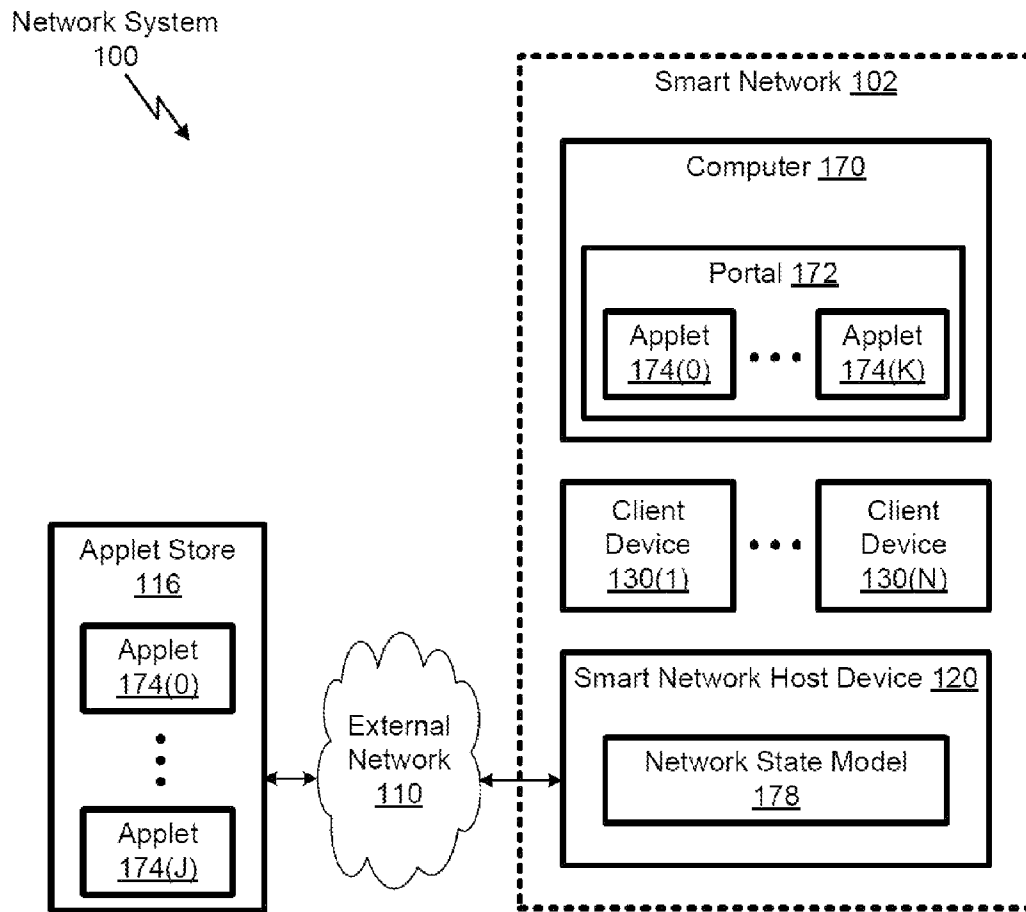 Network System
100
Smart Network 102
Computer 170
Portal 172
Applet
174(0)
Applet
174(K)
Client
Device
130(1)
Client
Device
130(N)
Applet Store
116
Applet
174(0)
Applet
174(J)
External
Network
110
Smart Network Host Device 120
Network State Model
178